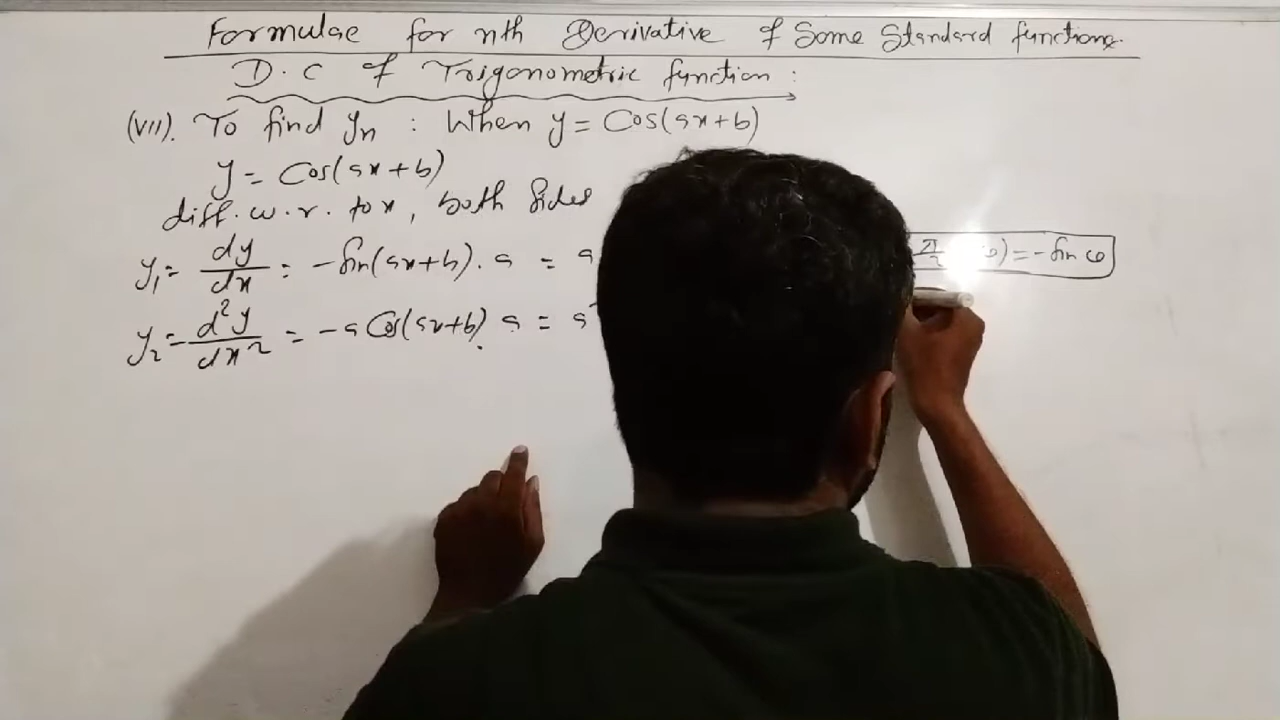 Formulae for nth Derivative of Some Standard functions.
D.C of Trigonometric function :
(VII). To find yₙ : When y = Cos(ax+b)
y = Cos(ax+b)
diff. w.r. to x, both sides
y₁ = dy/dx = -Sin(ax+b). a = a
π/2 ) = - Sin
y₂ = d²y/dx² = -a Cos(ax+b) a = a